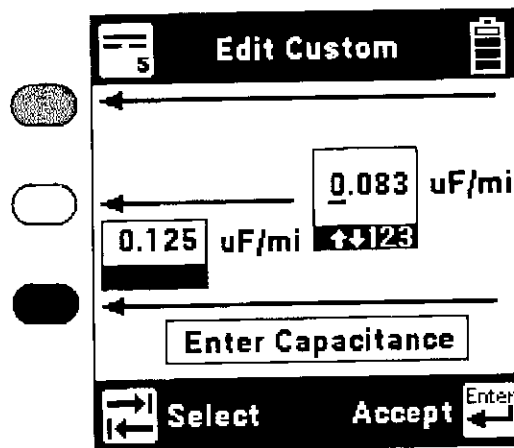 5 Edit Custom
0.083 uF/mi
123
0.125 uF/mi
Enter Capacitance
Select Accept Enter